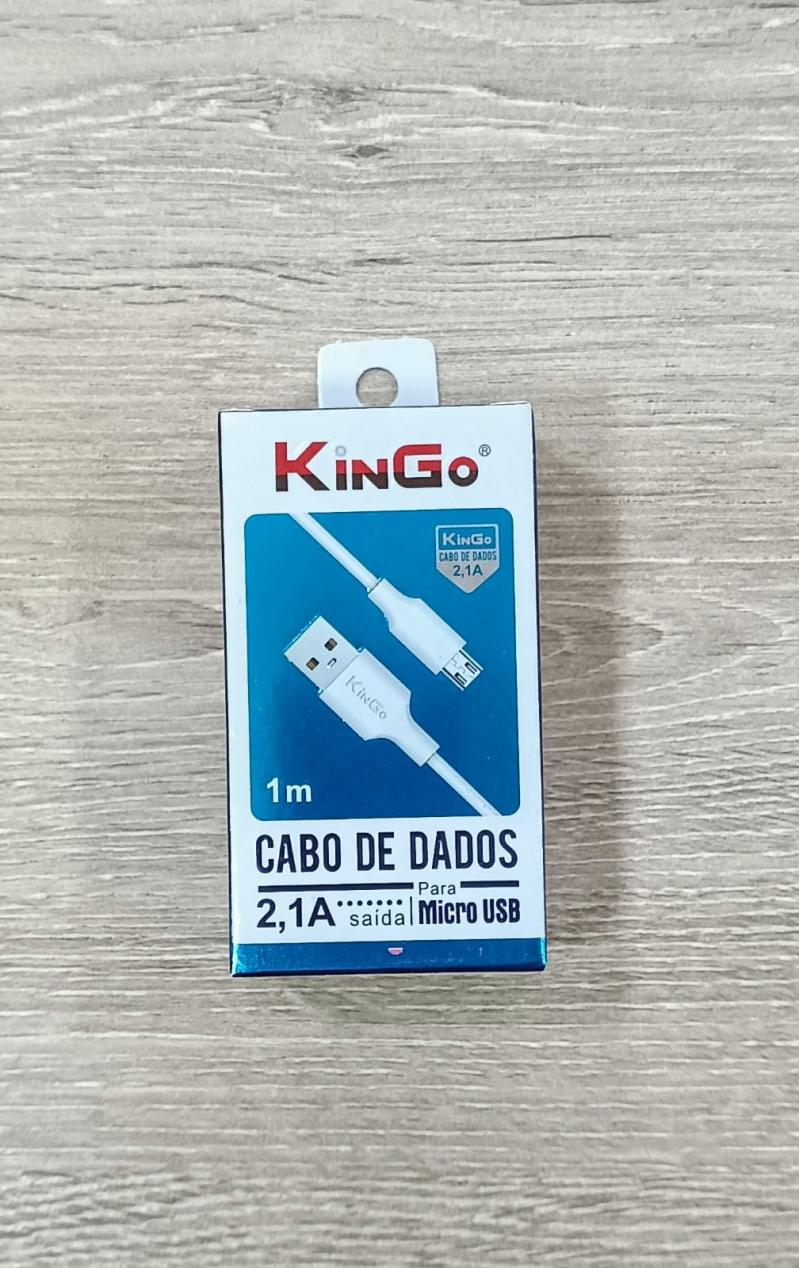 KinGo®
KinGo
CABO DE DADOS
2,1A
KinGo
1m
CABO DE DADOS
2,1A saída
Para
Micro USB